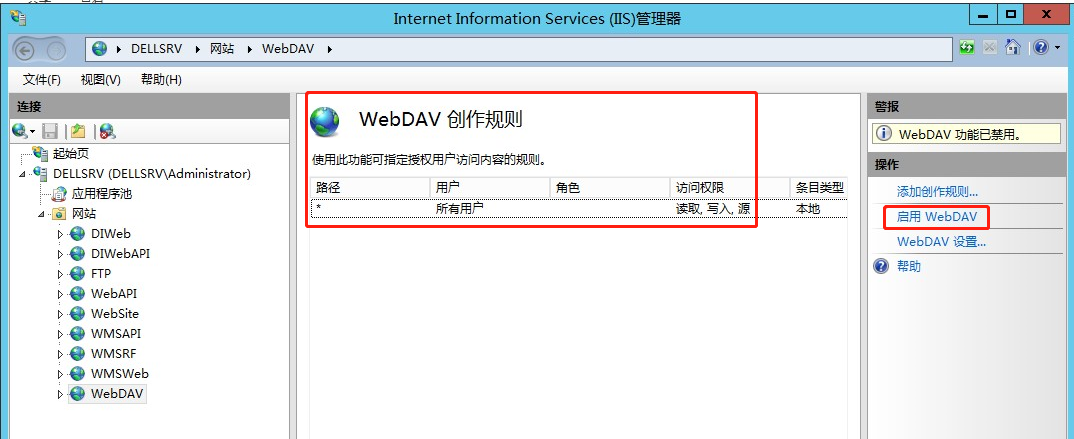 Internet Information Services (IIS)管理器
DELLSRV 网站 WebDAV
文件(F) 视图(V) 帮助(H)
连接
起始页
DELLSRV (DELLSRV\Administrator)
应用程序池
网站
DIWeb
DIWebAPI
FTP
WebAPI
WebSite
WMSAPI
WMSRF
WMSWeb
WebDAV
WebDAV 创作规则
使用此功能可指定授权用户访问内容的规则。
路径 用户 角色 访问权限 条目类型
* 所有用户 读取, 写入, 源 本地
警报
WebDAV 功能已禁用。
操作
添加创作规则...
启用 WebDAV
WebDAV 设置...
帮助